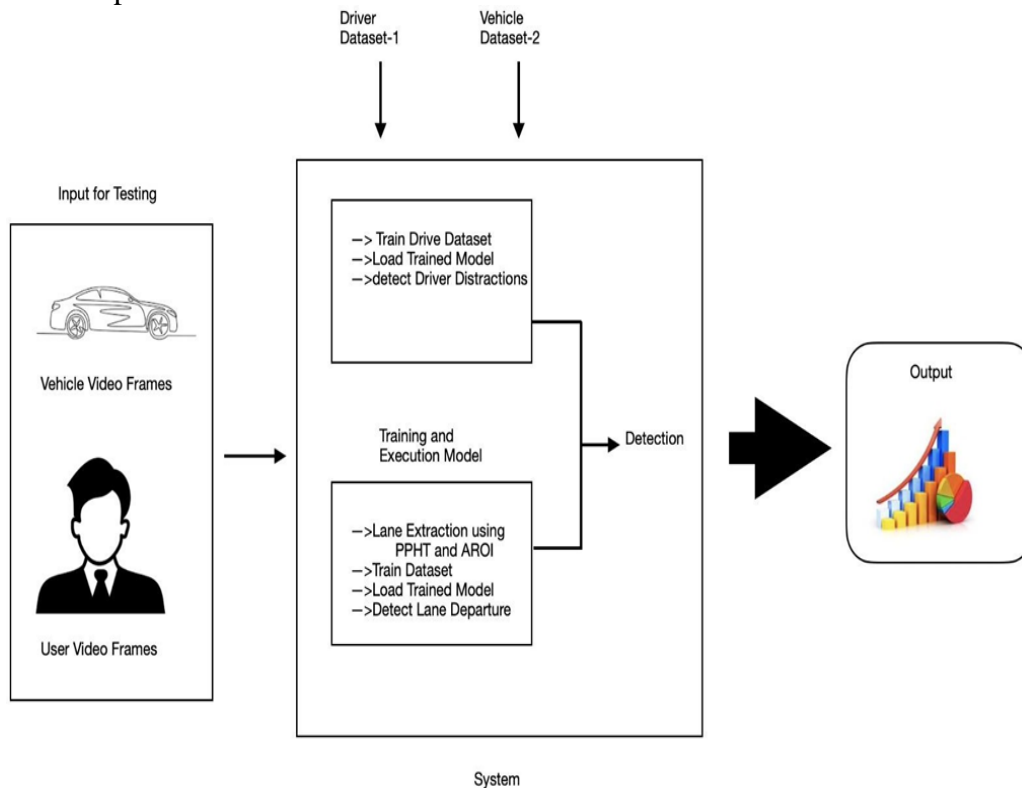 Driver
Dataset-1
Vehicle
Dataset-2
Input for Testing
Vehicle Video Frames
User Video Frames
—> Train Drive Dataset
—>Load Trained Model
—>detect Driver Distractions
Training and
Execution Model
—>Lane Extraction using
PPHT and AROI
—>Train Dataset
—>Load Trained Model
—>Detect Lane Departure
Detection
Output
System